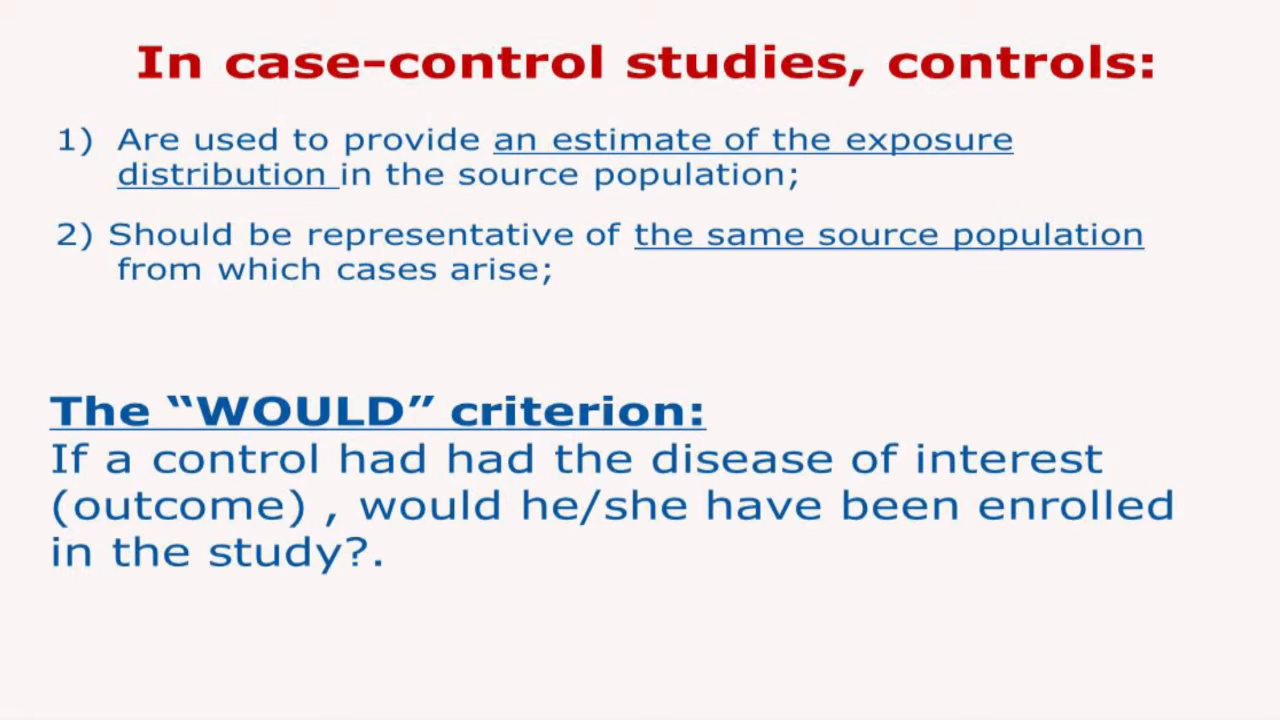 In case-control studies, controls:
1) Are used to provide an estimate of the exposure
distribution in the source population;
2) Should be representative of the same source population
from which cases arise;
The “WOULD” criterion:
If a control had had the disease of interest
(outcome) , would he/she have been enrolled
in the study?.